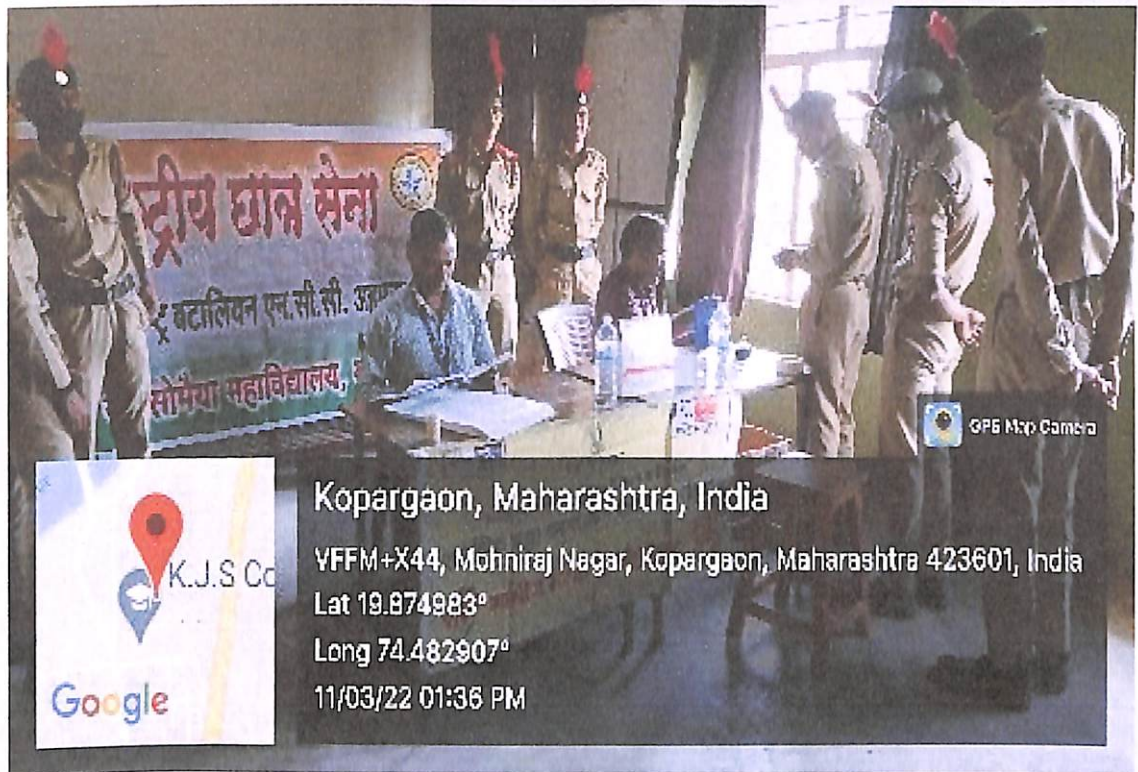 ष्ट्रीय छात्र सेना
बटालियन एन.सी.सी.
सोमैया महाविद्यालय,
GPS Map Camera
K.J.S Co
Google
Kopargaon, Maharashtra, India
VFFM+X44, Mohniraj Nagar, Kopargaon, Maharashtra 423601, India
Lat 19.874983°
Long 74.482907°
11/03/22 01:36 PM